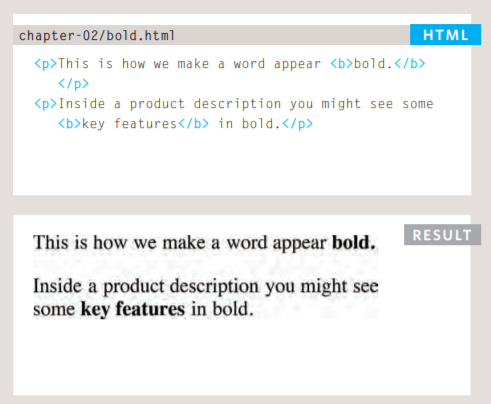 chapter-02/bold.html
HTML
<p>This is how we make a word appear <b>bold.</b>
</p>
<p>Inside a product description you might see some
<b>key features</b> in bold.</p>
RESULT
This is how we make a word appear bold.
Inside a product description you might see
some key features in bold.